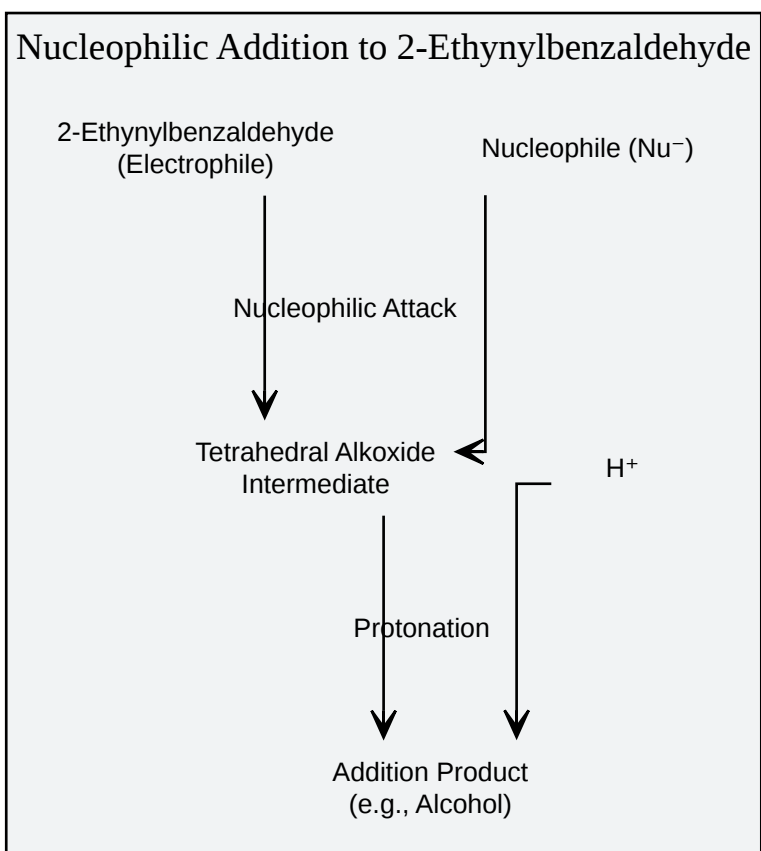 Nucleophilic Addition to 2-Ethynylbenzaldehyde
2-Ethynylbenzaldehyde
(Electrophile)
Nucleophile (Nu⁻)
Nucleophilic Attack
Tetrahedral Alkoxide
Intermediate
H⁺
Protonation
Addition Product
(e.g., Alcohol)